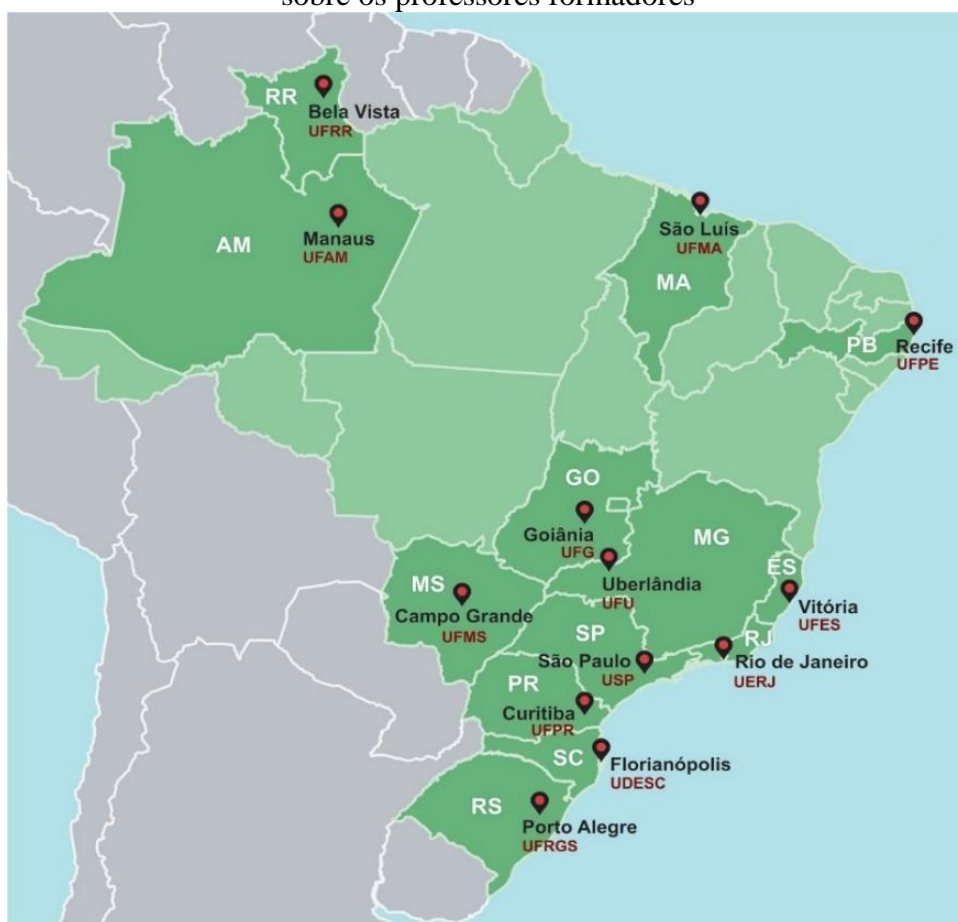 sobre os professores formadores
RR
Bela Vista
UFRR
AM
Manaus
UFAM
São Luís
UFMA
MA
PB
Recife
UFPE
GO
Goiânia
UFG
MG
Uberlândia
UFU
ES
Vitória
UFES
MS
Campo Grande
UFMS
SP
São Paulo
USP
RJ
Rio de Janeiro
UERJ
PR
Curitiba
UFPR
SC
Florianópolis
UDESC
RS
Porto Alegre
UFRGS